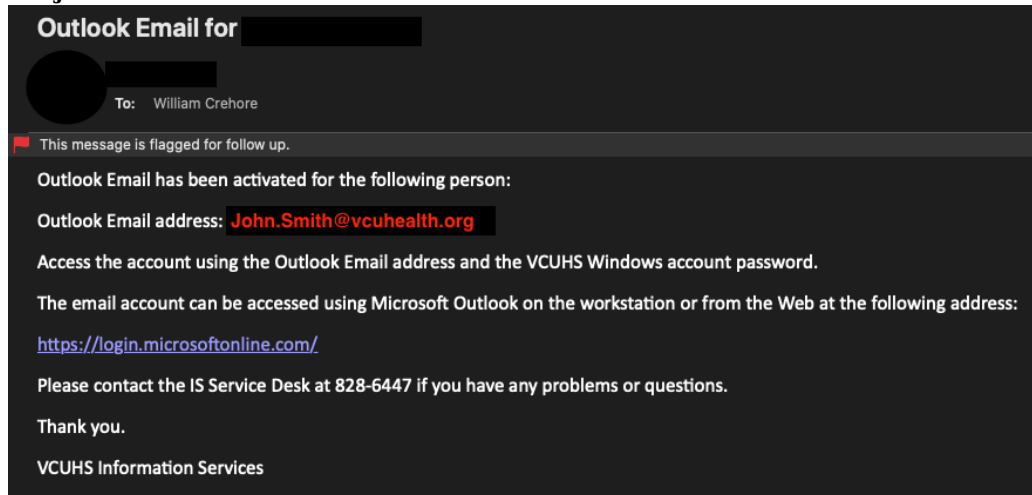 Outlook Email for
To: William Crehore
This message is flagged for follow up.
Outlook Email has been activated for the following person:
Outlook Email address: John.Smith@vcuhealth.org
Access the account using the Outlook Email address and the VCUHS Windows account password.
The email account can be accessed using Microsoft Outlook on the workstation or from the Web at the following address:
https://login.microsoftonline.com/
Please contact the IS Service Desk at 828-6447 if you have any problems or questions.
Thank you.
VCUHS Information Services